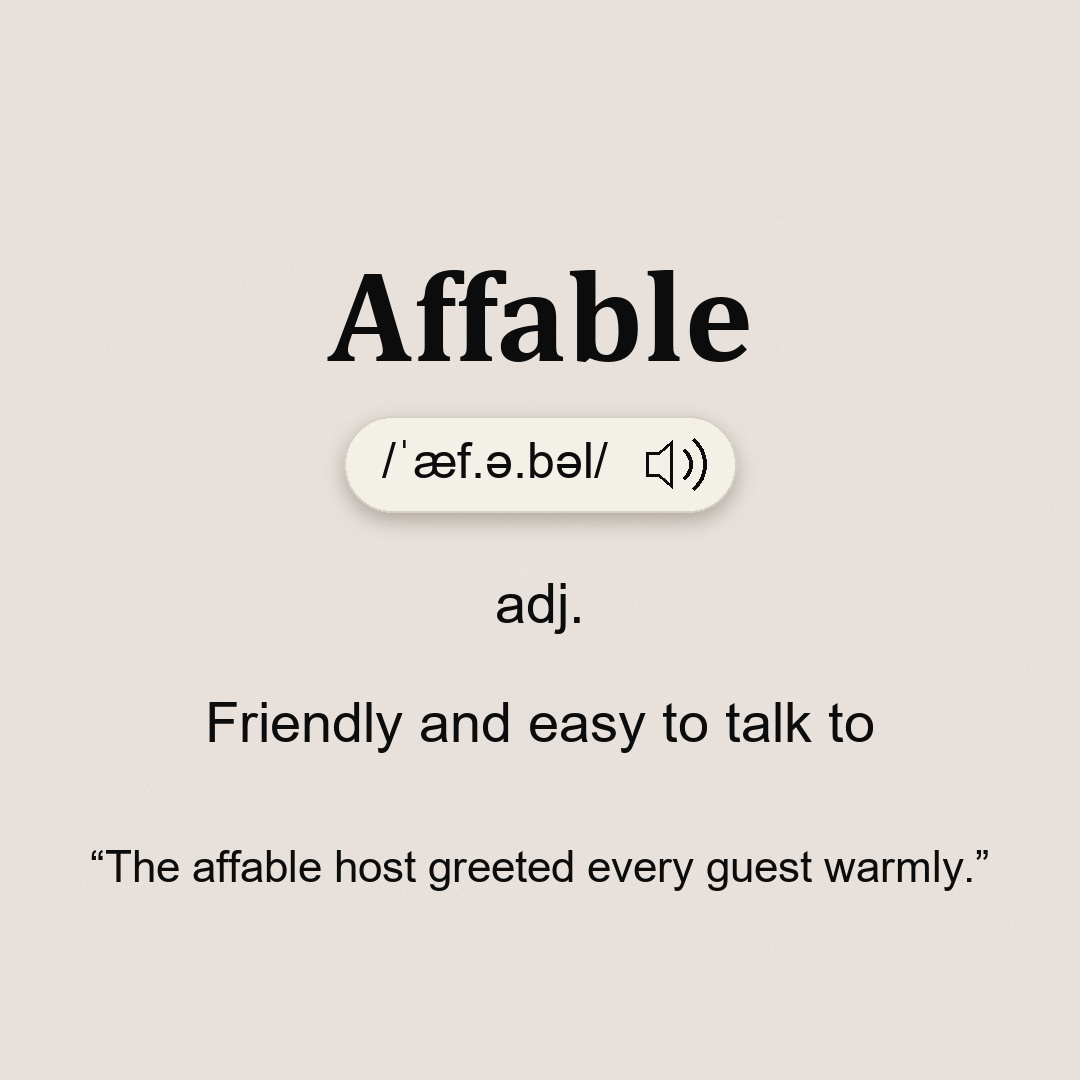 Affable
/ˈæf.ə.bəl/
adj.
Friendly and easy to talk to
“The affable host greeted every guest warmly.”